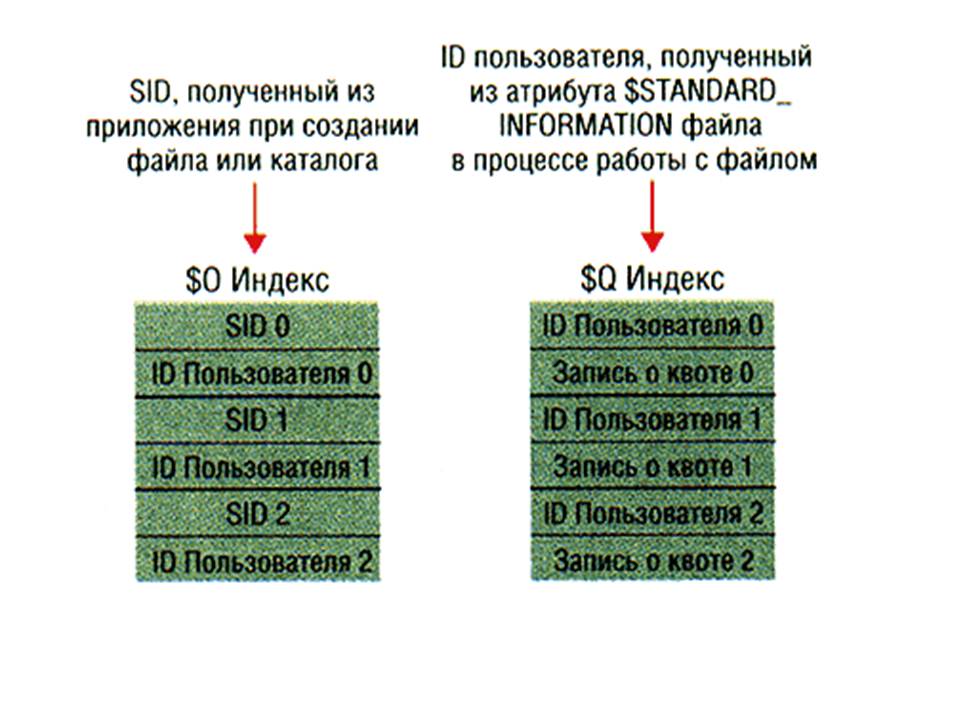 SID, полученный из
приложения при создании
файла или каталога
$O Индекс
SID 0
ID Пользователя 0
SID 1
ID Пользователя 1
SID 2
ID Пользователя 2
ID пользователя, полученный
из атрибута $STANDARD_
INFORMATION файла
в процессе работы с файлом
$Q Индекс
ID Пользователя 0
Запись о квоте 0
ID Пользователя 1
Запись о квоте 1
ID Пользователя 2
Запись о квоте 2